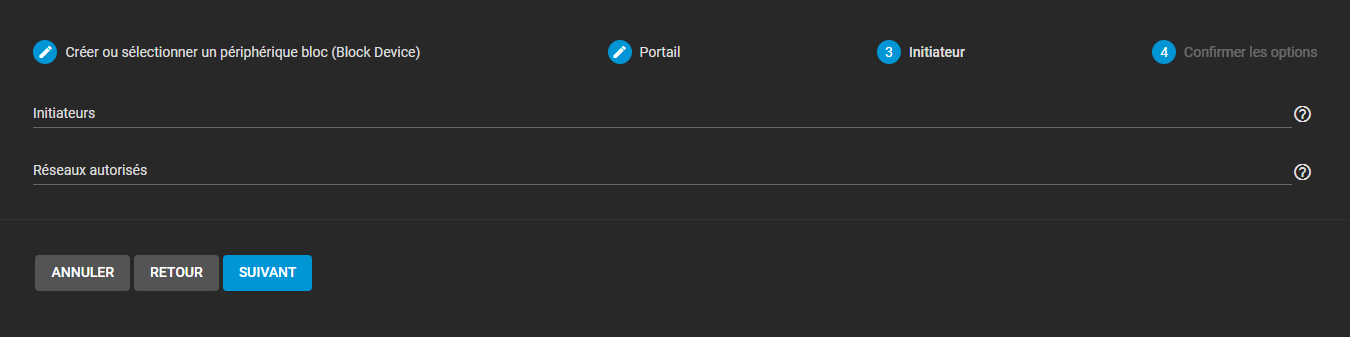 Créer ou sélectionner un périphérique bloc (Block Device) Portail 3 Initiateur 4 Confirmer les options
Initiateurs
Réseaux autorisés
ANNULER RETOUR SUIVANT